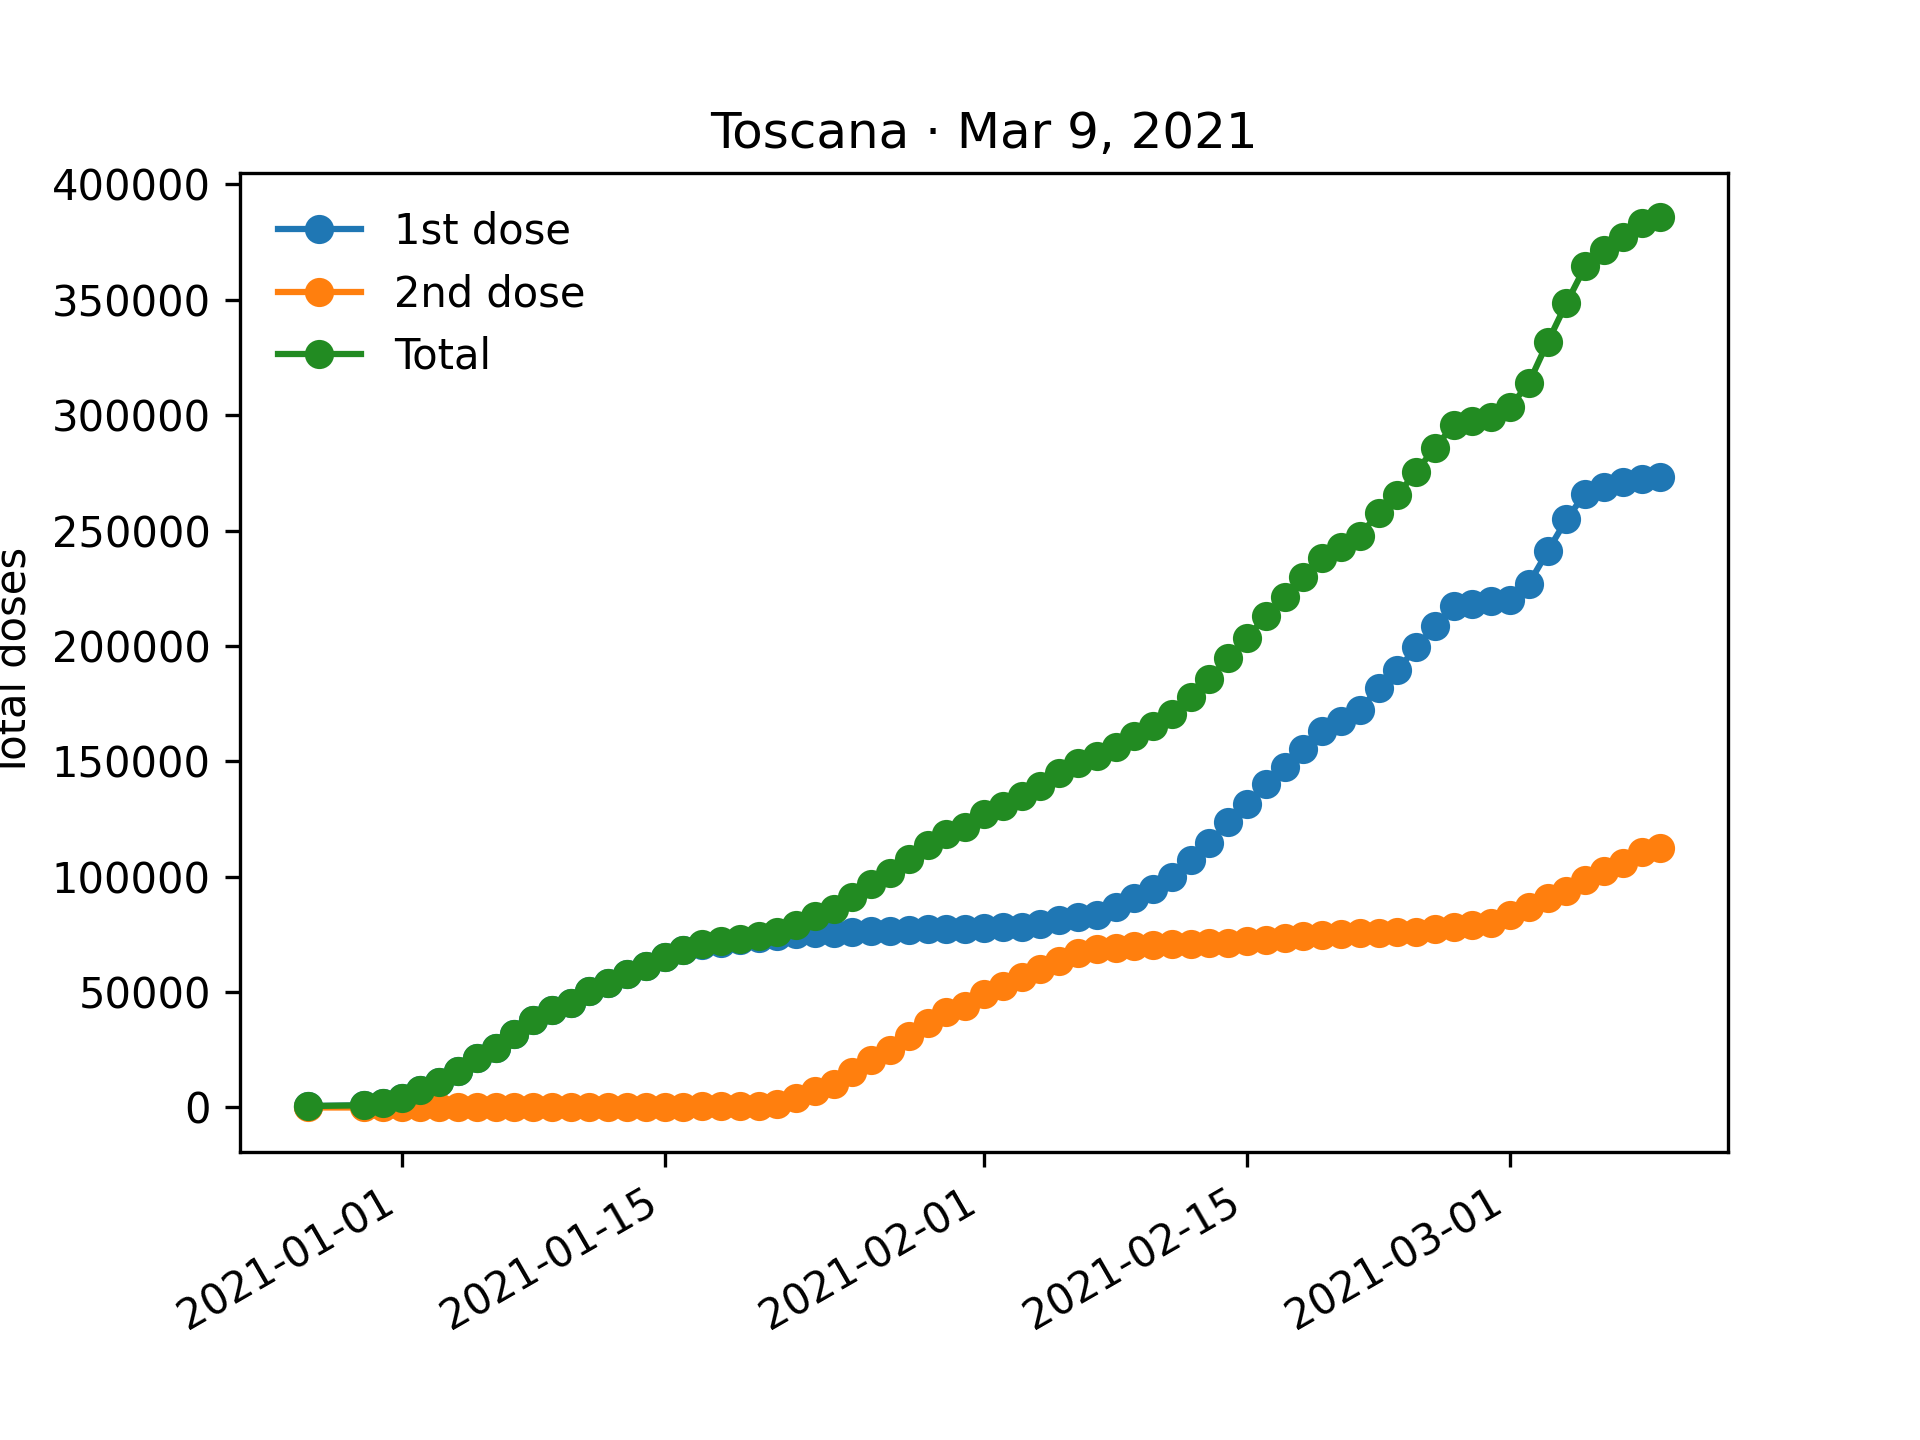 Toscana · Mar 9, 2021
400000
350000
300000
250000
200000
150000
100000
50000
0
Total doses
1st dose
2nd dose
Total
2021-01-01
2021-01-15
2021-02-01
2021-02-15
2021-03-01